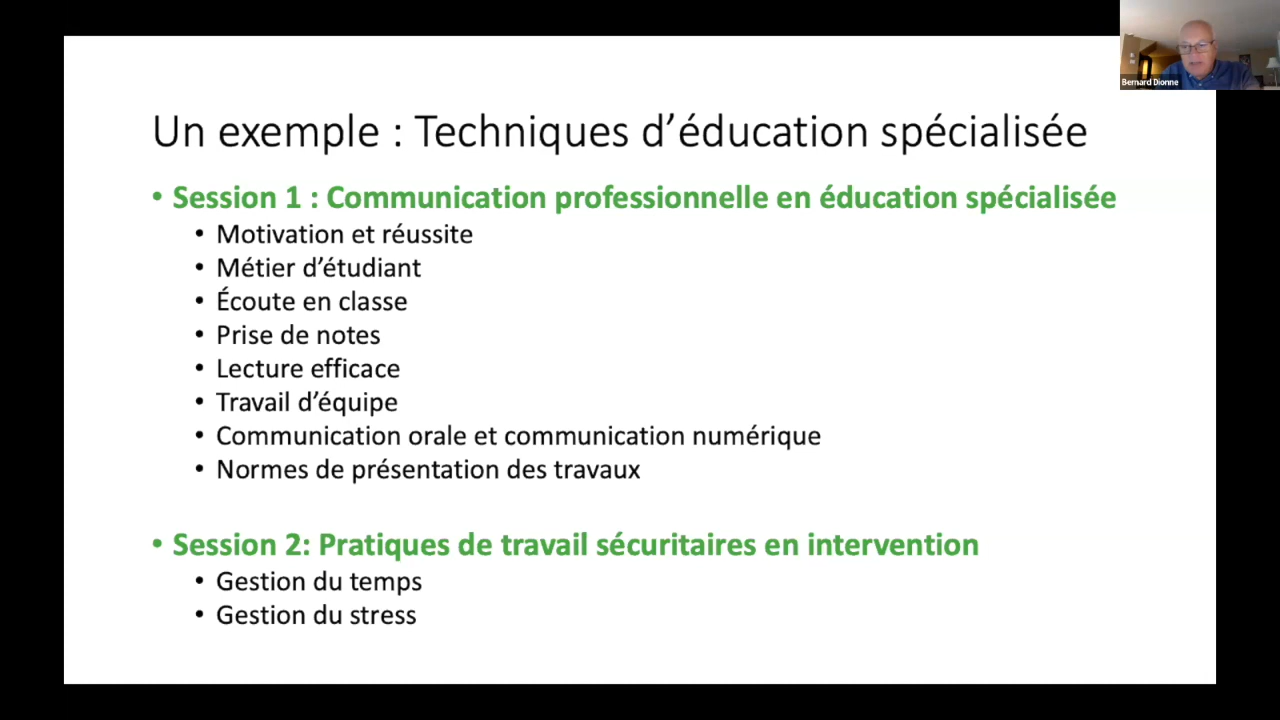 Bernard Dionne
Un exemple : Techniques d’éducation spécialisée
• Session 1 : Communication professionnelle en éducation spécialisée
• Motivation et réussite
• Métier d’étudiant
• Écoute en classe
• Prise de notes
• Lecture efficace
• Travail d’équipe
• Communication orale et communication numérique
• Normes de présentation des travaux
• Session 2: Pratiques de travail sécuritaires en intervention
• Gestion du temps
• Gestion du stress